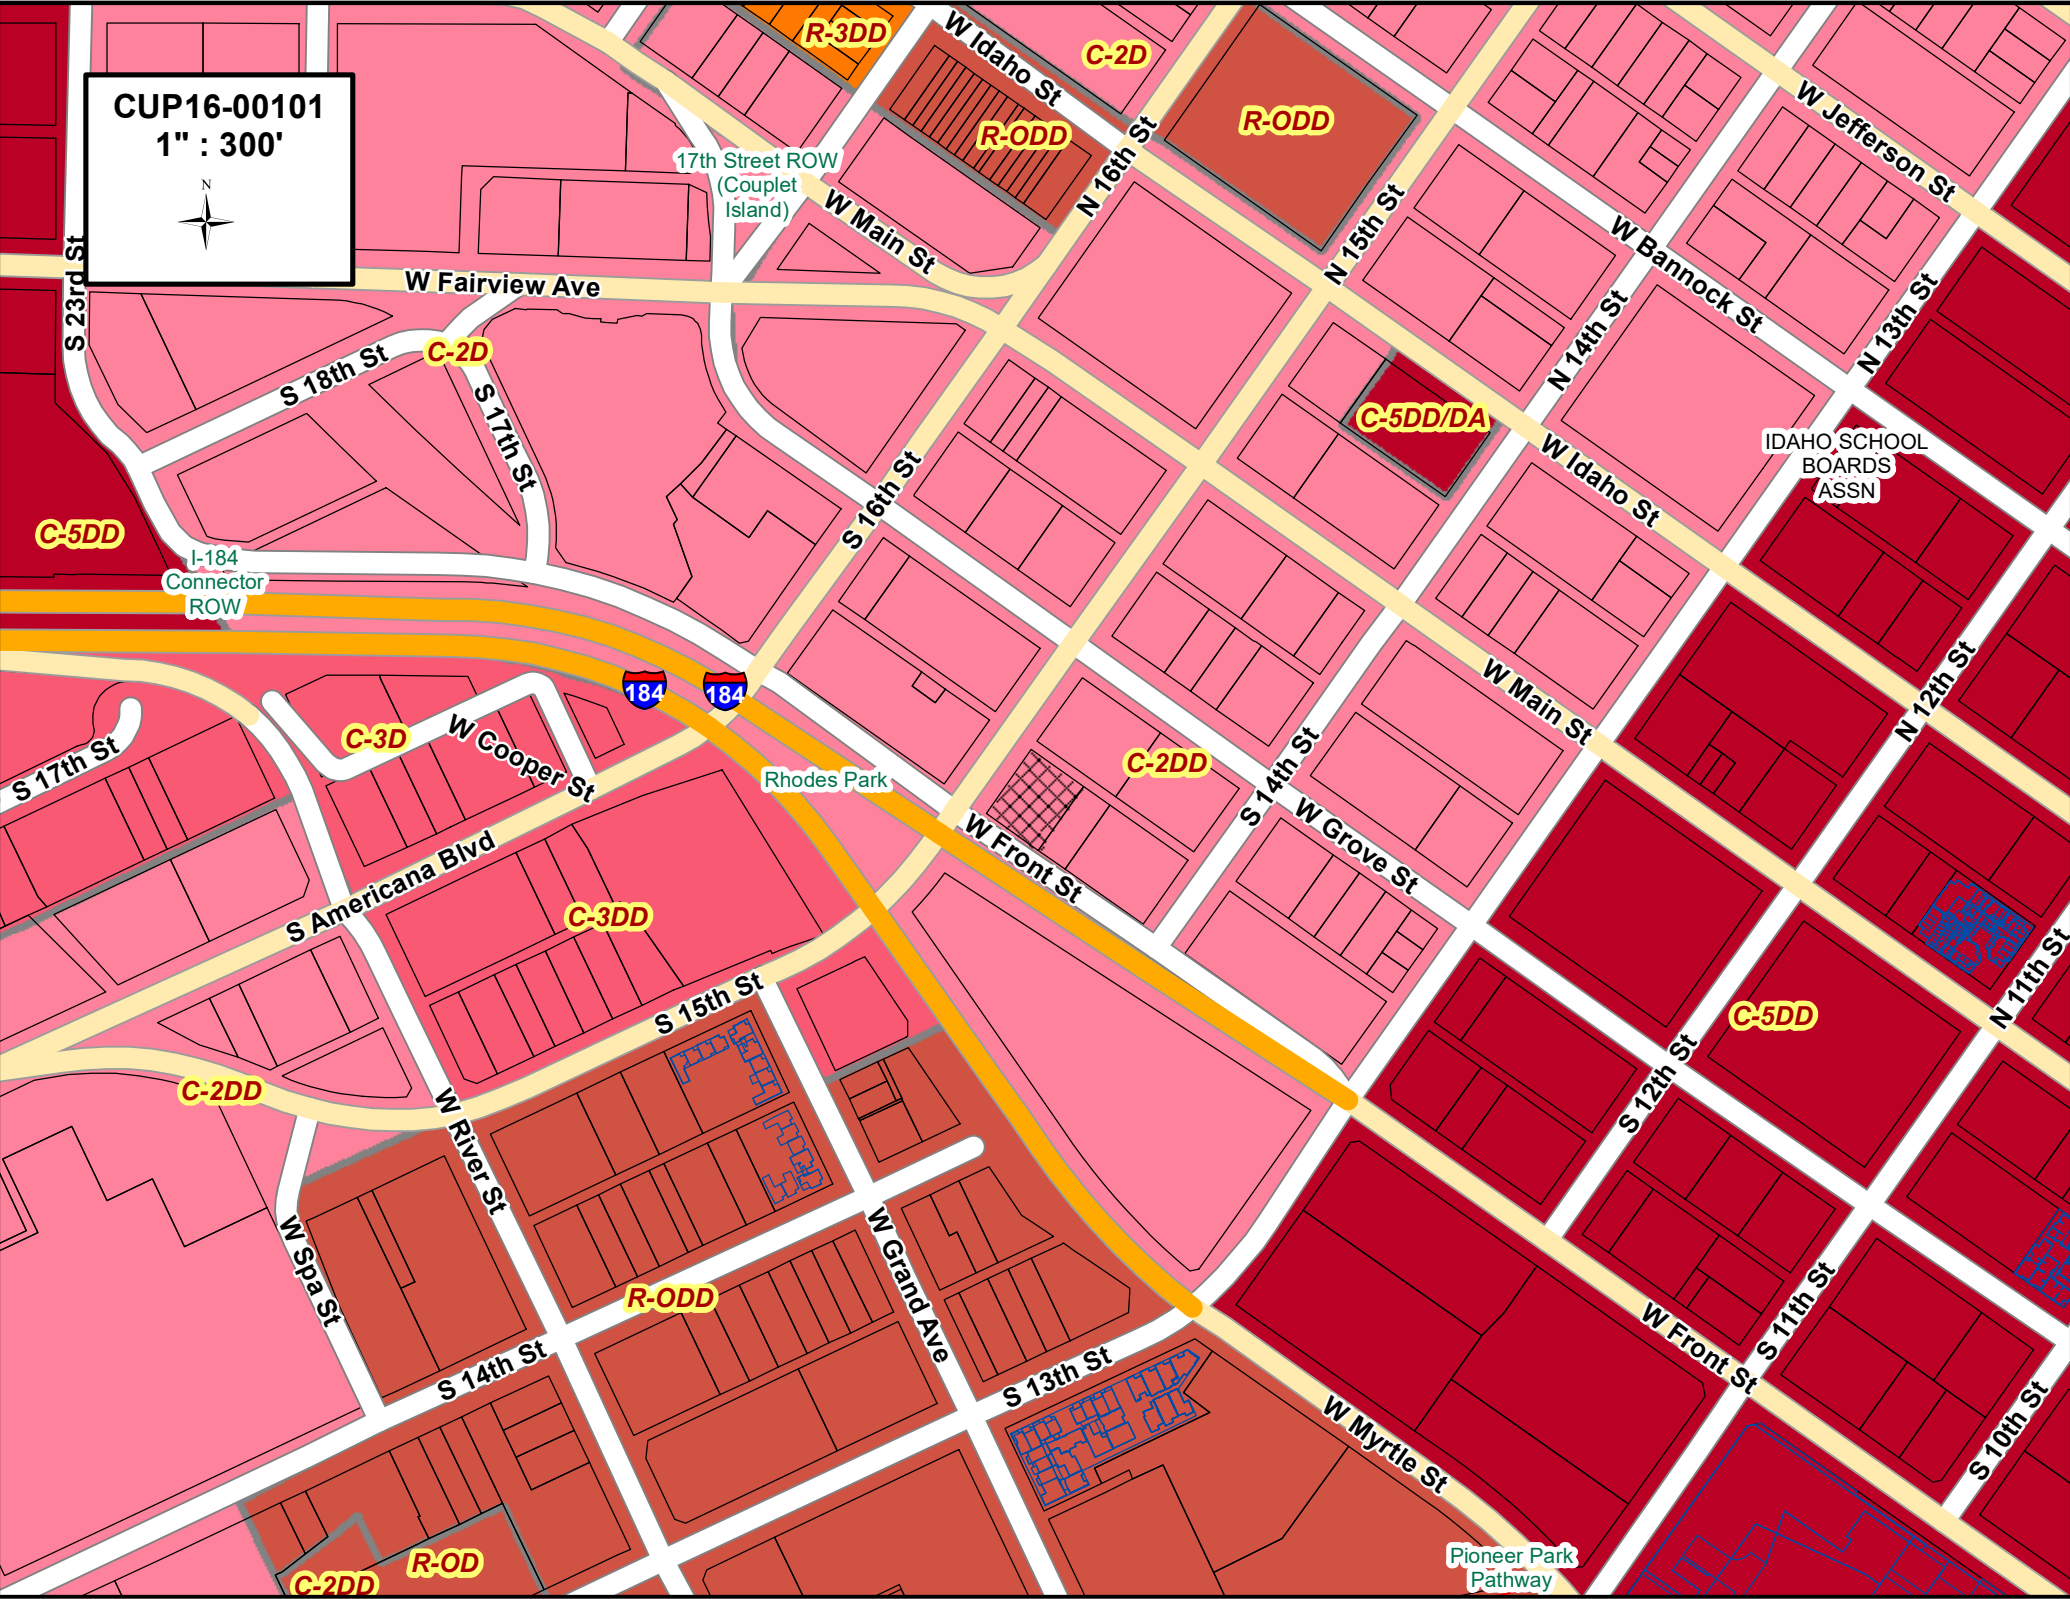 CUP16-00101
1" : 300'
N
R-3DD
W Idaho St
C-2D
R-ODD
R-ODD
W Jefferson St
17th Street ROW
(Couplet
Island)
N 16th St
W Main St
N 15th St
W Bannock St
S 23rd St
W Fairview Ave
N 14th St
N 13th St
C-2D
S 18th St
S 17th St
C-5DD/DA
W Idaho St
IDAHO SCHOOL
BOARDS
ASSN
S 16th St
C-5DD
I-184
Connector
ROW
184
184
W Main St
N 12th St
C-3D
W Cooper St
S 17th St
Rhodes Park
C-2DD
S 14th St
W Front St
W Grove St
S Americana Blvd
C-3DD
S 15th St
C-5DD
N 11th St
C-2DD
W River St
S 12th St
W Spa St
W Grand Ave
R-ODD
S 14th St
S 13th St
W Front St
S 11th St
W Myrtle St
S 10th St
R-OD
C-2DD
Pioneer Park
Pathway